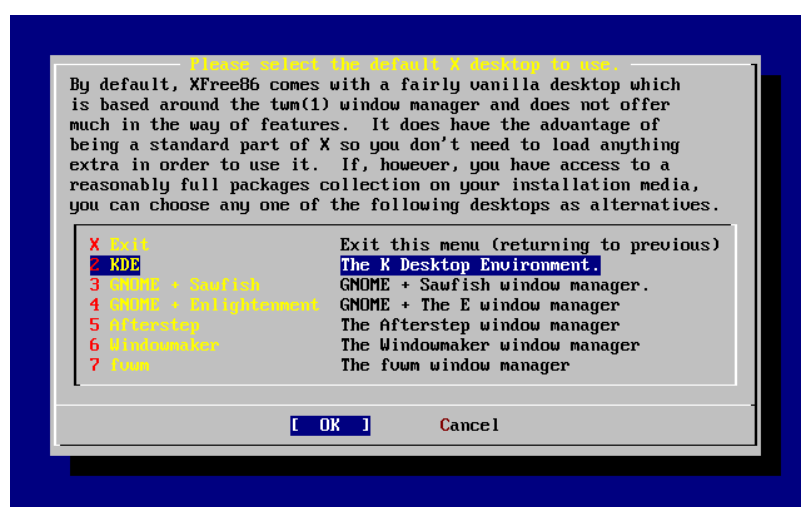 Please select the default X desktop to use.
By default, XFree86 comes with a fairly vanilla desktop which
is based around the twm(1) window manager and does not offer
much in the way of features. It does have the advantage of
being a standard part of X so you don't need to load anything
extra in order to use it. If, however, you have access to a
reasonably full packages collection on your installation media,
you can choose any one of the following desktops as alternatives.
X Exit Exit this menu (returning to previous)
2 KDE The K Desktop Environment.
3 GNOME + Sawfish GNOME + Sawfish window manager.
4 GNOME + Enlightenment GNOME + The E window manager
5 Afterstep The Afterstep window manager
6 Windowmaker The Windowmaker window manager
7 fvwm The fvwm window manager
[ OK ] Cancel